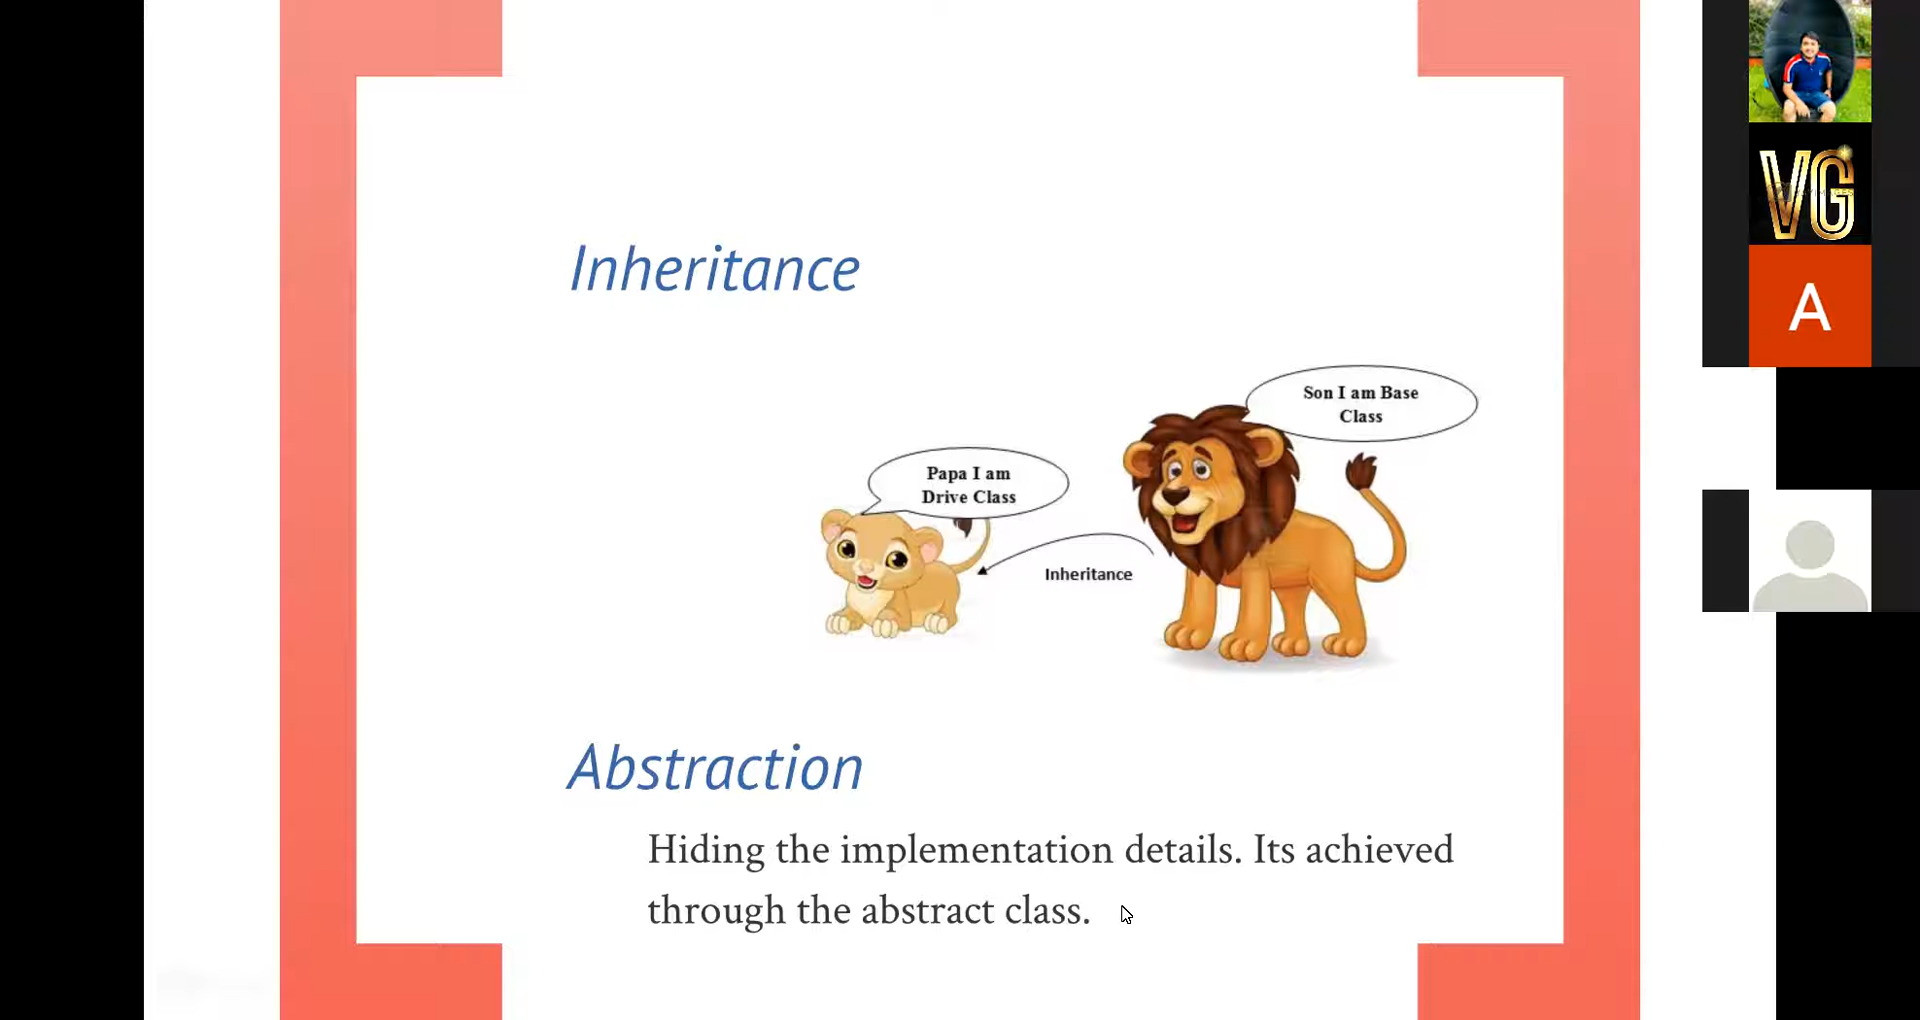 Inheritance
Son I am Base
Class
Papa I am
Drive Class
Inheritance
Abstraction
Hiding the implementation details. Its achieved
through the abstract class.
VG
A